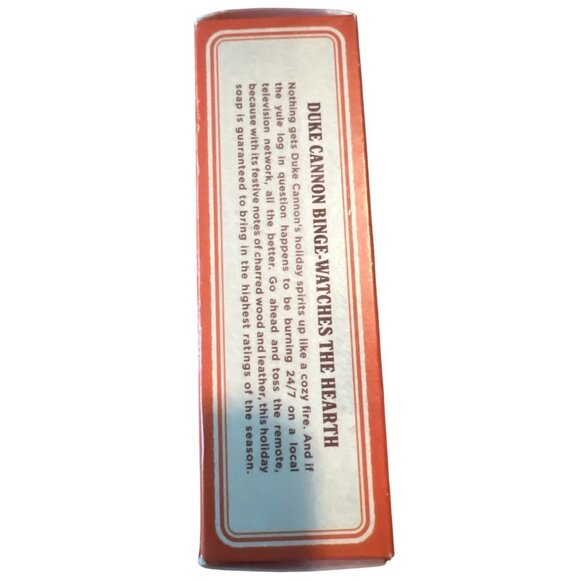 DUKE CANNON BINGE-WATCHES THE HEARTH
Nothing gets Duke Cannon's holiday spirits up like a cozy fire. And if
the yule log in question happens to be burning 24/7 on a local
television network, all the better. Go ahead and toss the remote,
because with its festive notes of charred wood and leather, this holiday
soap is guaranteed to bring in the highest ratings of the season.